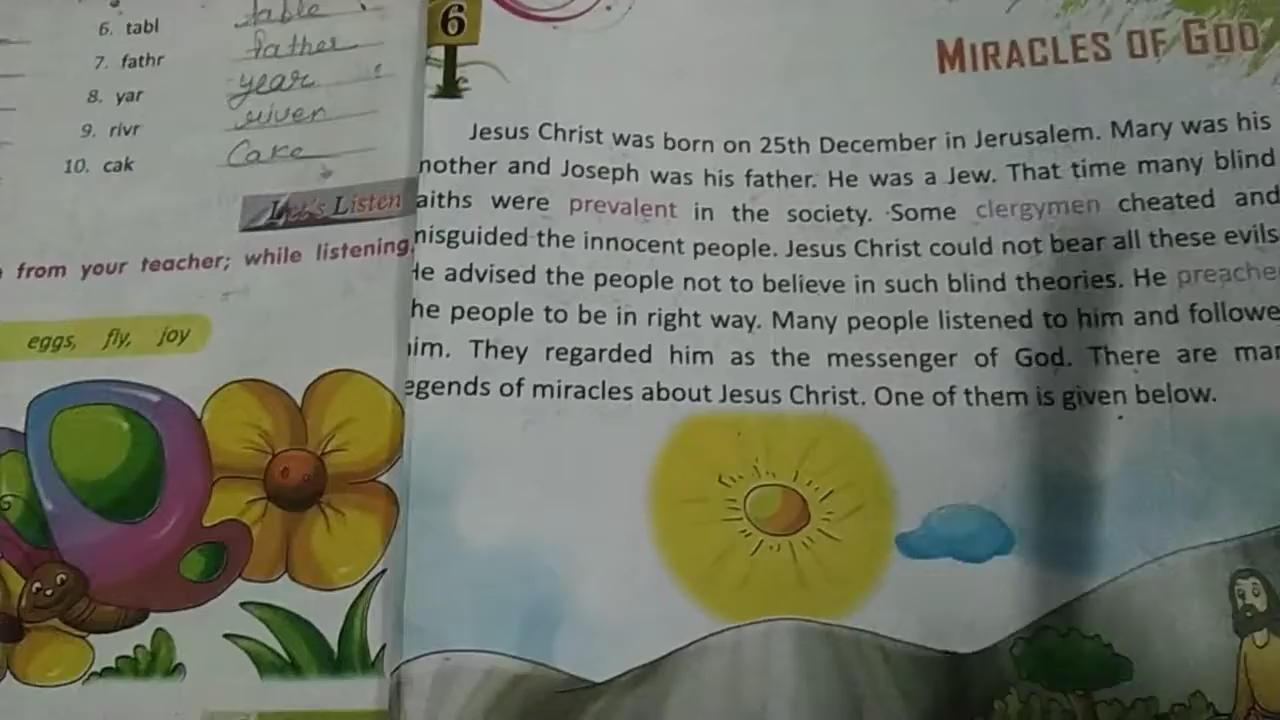 6. tabl table
7. fathr father
8. yar year
9. rivr river
10. cak Cake
Let's Listen
from your teacher; while listening,
eggs, fly, joy
6
MIRACLES OF GOD
Jesus Christ was born on 25th December in Jerusalem. Mary was his
nother and Joseph was his father. He was a Jew. That time many blind
aiths were prevalent in the society. Some clergymen cheated and
nisguided the innocent people. Jesus Christ could not bear all these evils
He advised the people not to believe in such blind theories. He preache
he people to be in right way. Many people listened to him and followe
im. They regarded him as the messenger of God. There are mar
egends of miracles about Jesus Christ. One of them is given below.